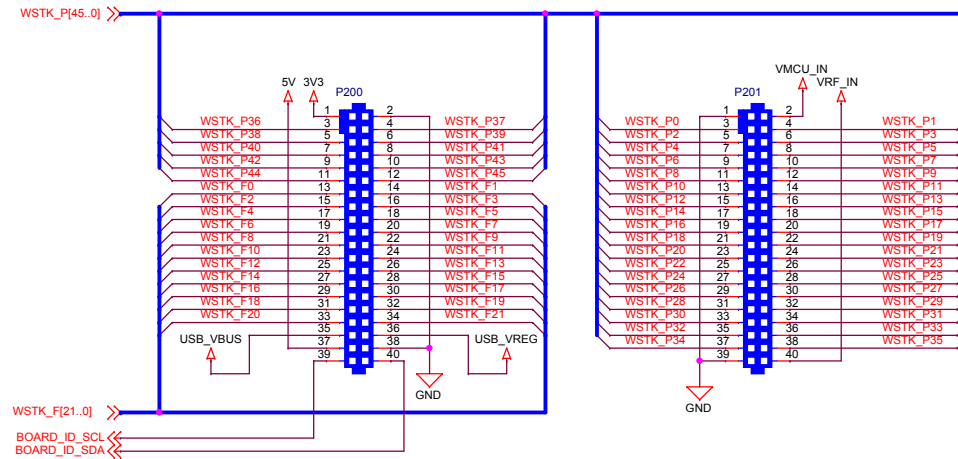 WSTK_P[45..0]
VMCU_IN
5V 3V3 VRF_IN
P200 P201
1 2 1 2
WSTK_P36 3 4 WSTK_P37 WSTK_P0 3 4 WSTK_P1
WSTK_P38 5 6 WSTK_P39 WSTK_P2 5 6 WSTK_P3
WSTK_P40 7 8 WSTK_P41 WSTK_P4 7 8 WSTK_P5
WSTK_P42 9 10 WSTK_P43 WSTK_P6 9 10 WSTK_P7
WSTK_P44 11 12 WSTK_P45 WSTK_P8 11 12 WSTK_P9
WSTK_F0 13 14 WSTK_F1 WSTK_P10 13 14 WSTK_P11
WSTK_F2 15 16 WSTK_F3 WSTK_P12 15 16 WSTK_P13
WSTK_F4 17 18 WSTK_F5 WSTK_P14 17 18 WSTK_P15
WSTK_F6 19 20 WSTK_F7 WSTK_P16 19 20 WSTK_P17
WSTK_F8 21 22 WSTK_F9 WSTK_P18 21 22 WSTK_P19
WSTK_F10 23 24 WSTK_F11 WSTK_P20 23 24 WSTK_P21
WSTK_F12 25 26 WSTK_F13 WSTK_P22 25 26 WSTK_P23
WSTK_F14 27 28 WSTK_F15 WSTK_P24 27 28 WSTK_P25
WSTK_F16 29 30 WSTK_F17 WSTK_P26 29 30 WSTK_P27
WSTK_F18 31 32 WSTK_F19 WSTK_P28 31 32 WSTK_P29
WSTK_F20 33 34 WSTK_F21 WSTK_P30 33 34 WSTK_P31
35 36 WSTK_P32 35 36 WSTK_P33
USB_VBUS 37 38 USB_VREG WSTK_P34 37 38 WSTK_P35
39 40 39 40
GND GND
WSTK_F[21..0]
BOARD_ID_SCL
BOARD_ID_SDA